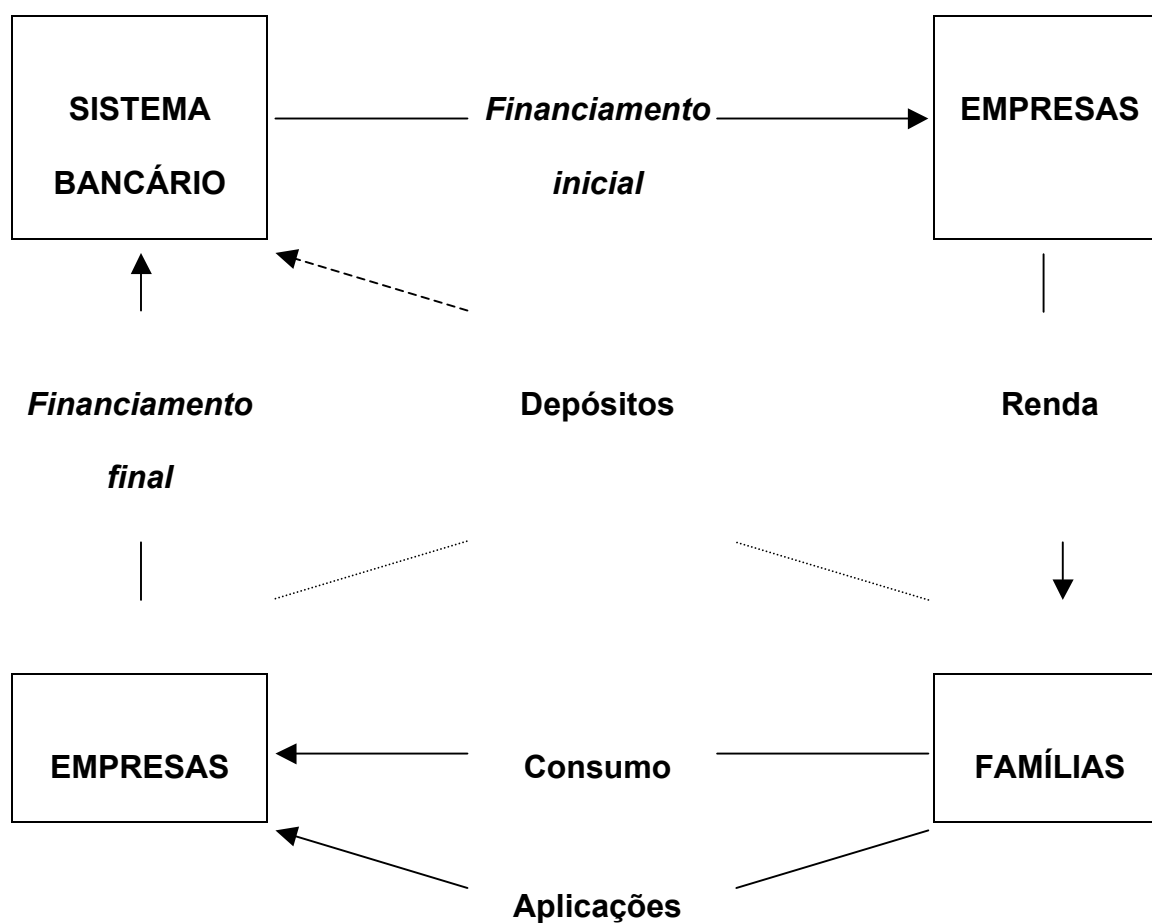 SISTEMA
BANCÁRIO
Financiamento
inicial
EMPRESAS
Financiamento
final
Depósitos
Renda
EMPRESAS
Consumo
FAMÍLIAS
Aplicações